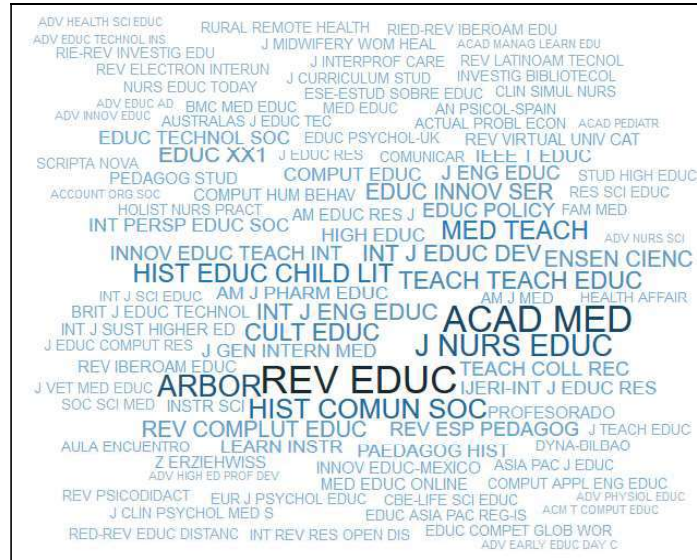 ADV HEALTH SCI EDUC RURAL REMOTE HEALTH RIED-REV IBEROAM EDU
ADV EDUC TECHNOL INS J MIDWIFERY WOM HEAL ACAD MANAG LEARN EDU
RIE-REV INVESTIG EDU J INTERPROF CARE REV LATINOAM TECNOL
REV ELECTRON INTERUN J CURRICULUM STUD INVESTIG BIBLIOTECOL
NURS EDUC TODAY ESE-ESTUD SOBRE EDUC CLIN SIMUL NURS
ADV EDUC AD BMC MED EDUC MED EDUC AN PSICOL-SPAIN
ADV INNOV EDUC AUSTRALAS J EDUC TEC ACTUAL PROBL ECON ACAD PEDIATR
EDUC TECHNOL SOC EDUC PSYCHOL-UK REV VIRTUAL UNIV CAT
SCRIPTA NOVA EDUC XX1 J EDUC RES COMUNICAR IEEE T EDUC
PEDAGOG STUD COMPUT EDUC J ENG EDUC STUD HIGH EDUC
ACCOUNT ORG SOC COMPUT HUM BEHAV EDUC INNOV SER RES SCI EDUC
HOLIST NURS PRACT AM EDUC RES J EDUC POLICY FAM MED
INT PERSP EDUC SOC HIGH EDUC MED TEACH ADV NURS SCI
INNOV EDUC TEACH INT INT J EDUC DEV ENSEN CIENC
HIST EDUC CHILD LIT TEACH TEACH EDUC
INT J SCI EDUC AM J PHARM EDUC AM J MED HEALTH AFFAIR
BRIT J EDUC TECHNOL INT J ENG EDUC ACAD MED
INT J SUST HIGHER ED CULT EDUC
J EDUC COMPUT RES J GEN INTERN MED J NURS EDUC
REV IBEROAM EDUC TEACH COLL REC
J VET MED EDUC ARBOR REV EDUC IJERI-INT J EDUC RES
SOC SCI MED INSTR SCI HIST COMUN SOC PROFESORADO
REV COMPLUT EDUC REV ESP PEDAGOG J TEACH EDUC
AULA ENCUENTRO LEARN INSTR PAEDAGOG HIST DYNA-BILBAO
Z ERZIEHWISS INNOV EDUC-MEXICO ASIA PAC J EDUC
ADV HIGH ED PROF DEV MED EDUC ONLINE COMPUT APPL ENG EDUC
REV PSICODIDACT EUR J PSYCHOL EDUC CBE-LIFE SCI EDUC ADV PHYSIOL EDUC
J CLIN PSYCHOL MED S EDUC ASIA PAC REG-IS ACM T COMPUT EDUC
RED-REV EDUC DISTANC INT REV RES OPEN DIS EDUC COMPET GLOB WOR
ADV EARLY EDUC DAY C